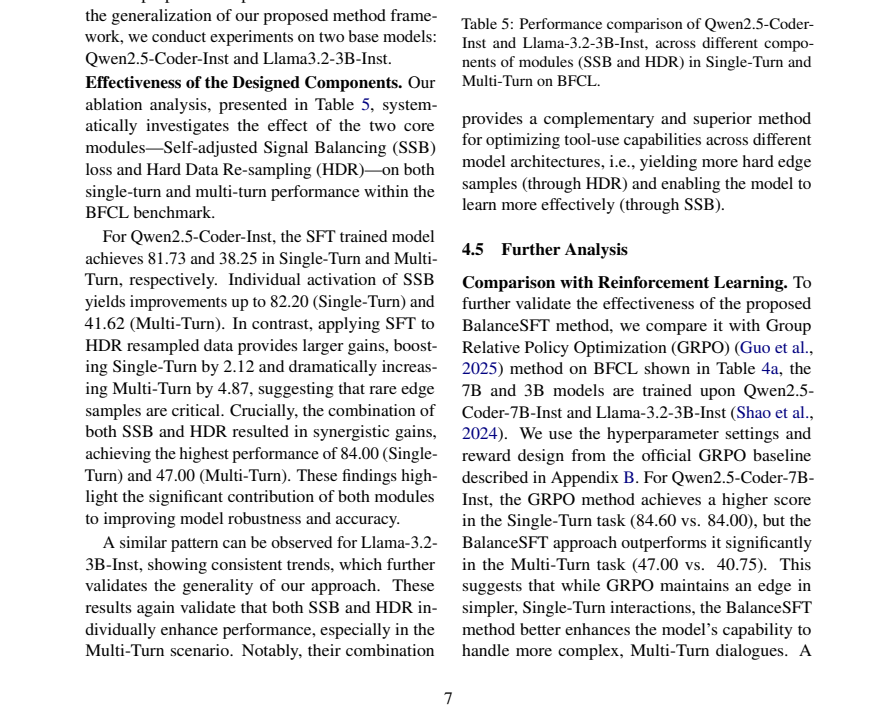 the generalization of our proposed method frame-
work, we conduct experiments on two base models:
Qwen2.5-Coder-Inst and Llama3.2-3B-Inst.
Effectiveness of the Designed Components. Our
ablation analysis, presented in Table 5, system-
atically investigates the effect of the two core
modules—Self-adjusted Signal Balancing (SSB)
loss and Hard Data Re-sampling (HDR)—on both
single-turn and multi-turn performance within the
BFCL benchmark.
For Qwen2.5-Coder-Inst, the SFT trained model
achieves 81.73 and 38.25 in Single-Turn and Multi-
Turn, respectively. Individual activation of SSB
yields improvements up to 82.20 (Single-Turn) and
41.62 (Multi-Turn). In contrast, applying SFT to
HDR resampled data provides larger gains, boost-
ing Single-Turn by 2.12 and dramatically increas-
ing Multi-Turn by 4.87, suggesting that rare edge
samples are critical. Crucially, the combination of
both SSB and HDR resulted in synergistic gains,
achieving the highest performance of 84.00 (Single-
Turn) and 47.00 (Multi-Turn). These findings high-
light the significant contribution of both modules
to improving model robustness and accuracy.
A similar pattern can be observed for Llama-3.2-
3B-Inst, showing consistent trends, which further
validates the generality of our approach. These
results again validate that both SSB and HDR in-
dividually enhance performance, especially in the
Multi-Turn scenario. Notably, their combination
Table 5: Performance comparison of Qwen2.5-Coder-
Inst and Llama-3.2-3B-Inst, across different compo-
nents of modules (SSB and HDR) in Single-Turn and
Multi-Turn on BFCL.
provides a complementary and superior method
for optimizing tool-use capabilities across different
model architectures, i.e., yielding more hard edge
samples (through HDR) and enabling the model to
learn more effectively (through SSB).
4.5 Further Analysis
Comparison with Reinforcement Learning. To
further validate the effectiveness of the proposed
BalanceSFT method, we compare it with Group
Relative Policy Optimization (GRPO) (Guo et al.,
2025) method on BFCL shown in Table 4a, the
7B and 3B models are trained upon Qwen2.5-
Coder-7B-Inst and Llama-3.2-3B-Inst (Shao et al.,
2024). We use the hyperparameter settings and
reward design from the official GRPO baseline
described in Appendix B. For Qwen2.5-Coder-7B-
Inst, the GRPO method achieves a higher score
in the Single-Turn task (84.60 vs. 84.00), but the
BalanceSFT approach outperforms it significantly
in the Multi-Turn task (47.00 vs. 40.75). This
suggests that while GRPO maintains an edge in
simpler, Single-Turn interactions, the BalanceSFT
method better enhances the model's capability to
handle more complex, Multi-Turn dialogues. A
7